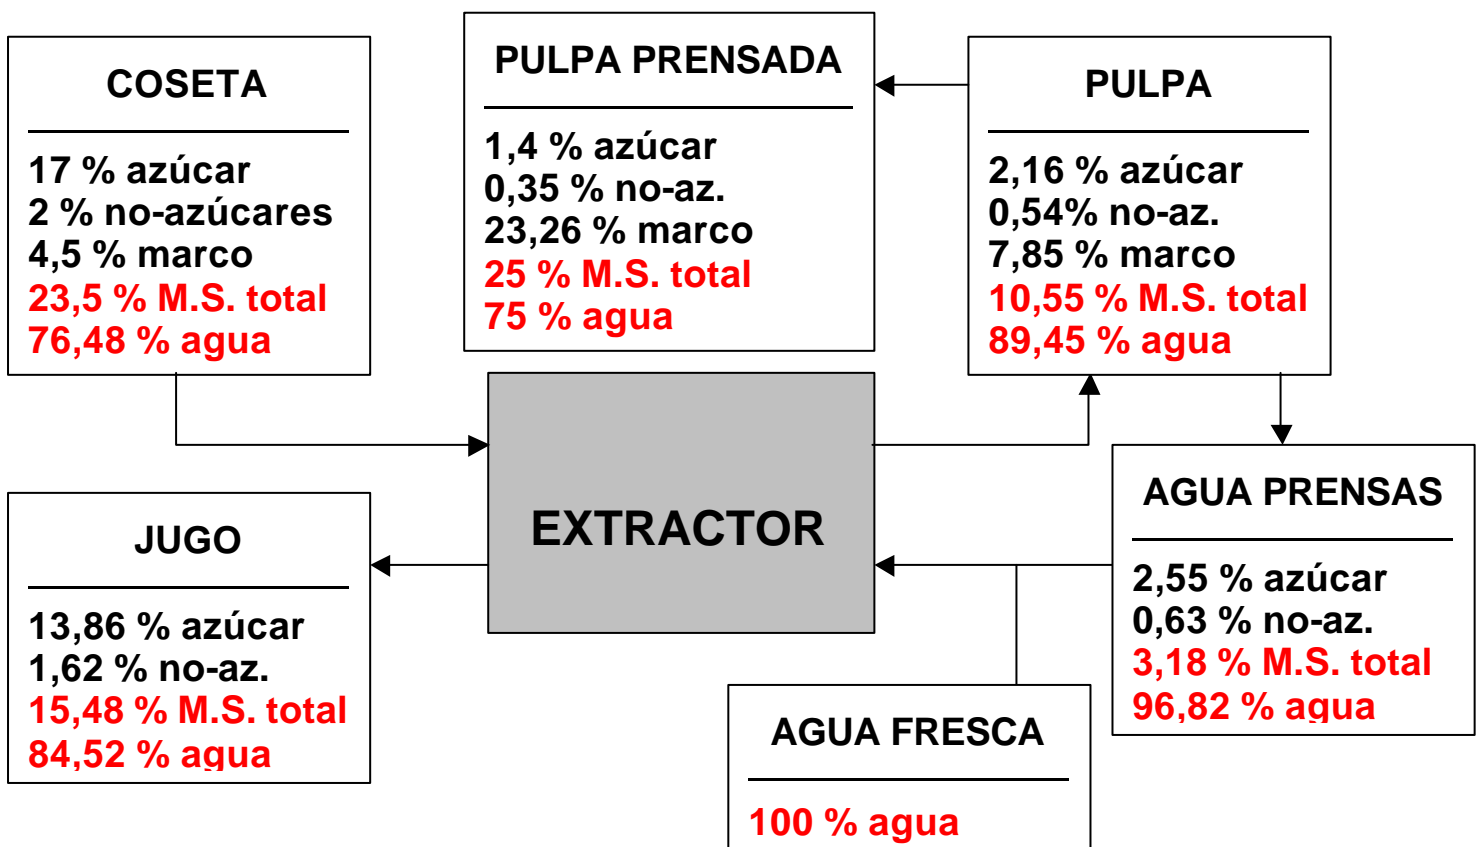 COSETA
17 % azúcar
2 % no-azúcares
4,5 % marco
23,5 % M.S. total
76,48 % agua
PULPA PRENSADA
1,4 % azúcar
0,35 % no-az.
23,26 % marco
25 % M.S. total
75 % agua
PULPA
2,16 % azúcar
0,54% no-az.
7,85 % marco
10,55 % M.S. total
89,45 % agua
EXTRACTOR
JUGO
13,86 % azúcar
1,62 % no-az.
15,48 % M.S. total
84,52 % agua
AGUA PRENSAS
2,55 % azúcar
0,63 % no-az.
3,18 % M.S. total
96,82 % agua
AGUA FRESCA
100 % agua